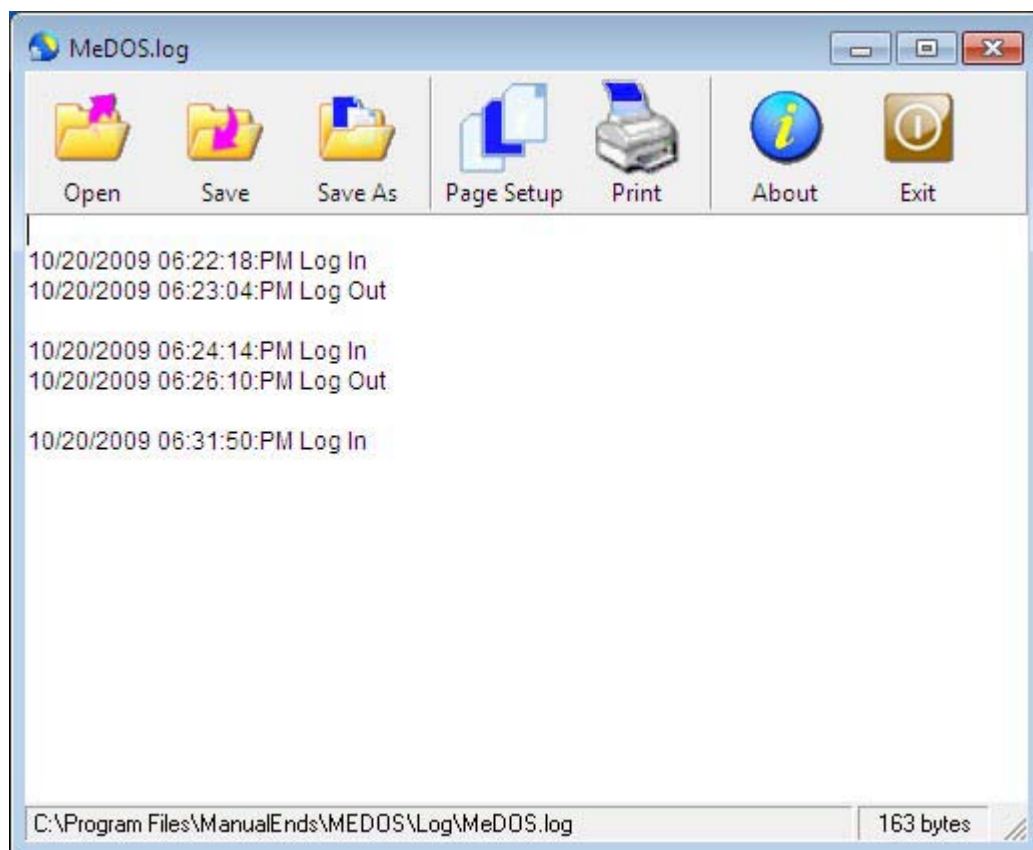 MeDOS.log
Open Save Save As Page Setup Print About Exit
10/20/2009 06:22:18:PM Log In
10/20/2009 06:23:04:PM Log Out
10/20/2009 06:24:14:PM Log In
10/20/2009 06:26:10:PM Log Out
10/20/2009 06:31:50:PM Log In
C:\Program Files\ManualEnds\MEDOS\Log\MeDOS.log 163 bytes